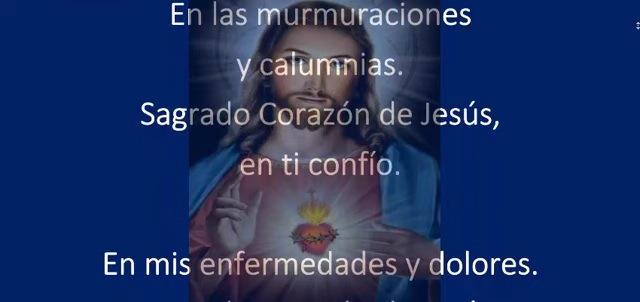 En las murmuraciones
y calumnias.
Sagrado Corazón de Jesús,
en ti confío.
En mis enfermedades y dolores.